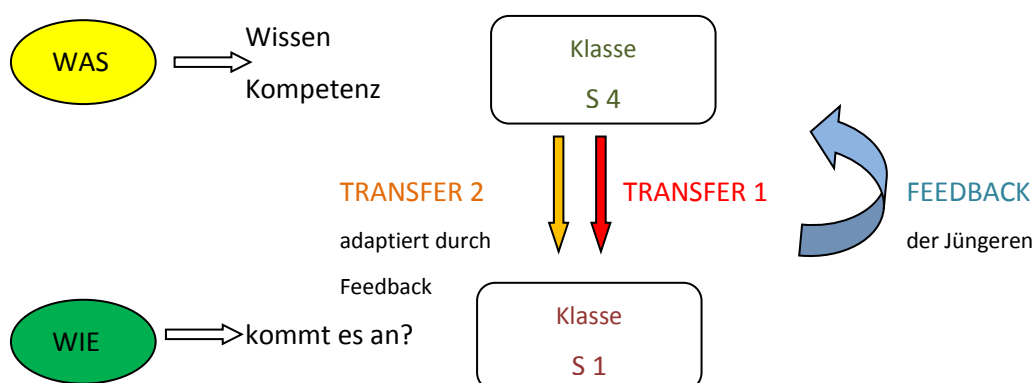 WAS
Wissen
Kompetenz
Klasse
S 4
TRANSFER 2
adaptiert durch
Feedback
TRANSFER 1
FEEDBACK
der Jüngeren
WIE
kommt es an?
Klasse
S 1